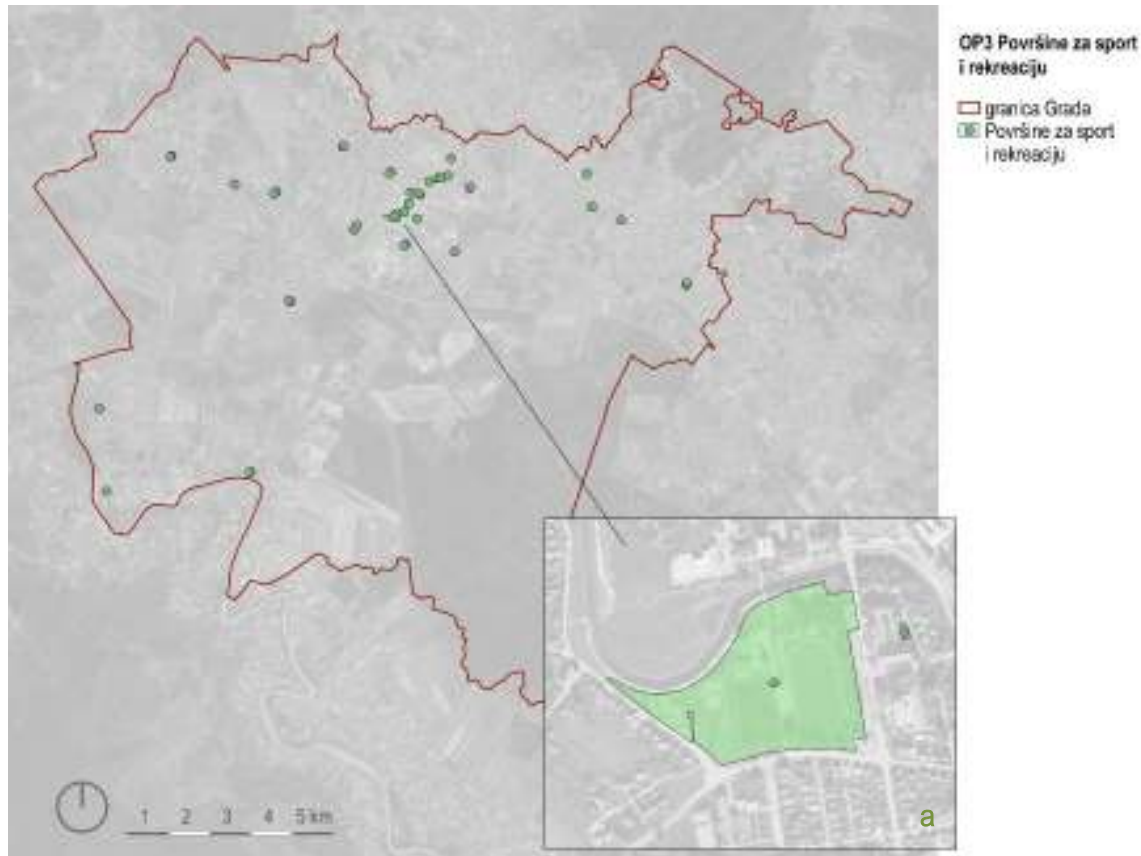 OP3 Površine za sport
i rekreaciju
granica Grada
Površine za sport
i rekreaciju
1 2 3 4 5 km
a